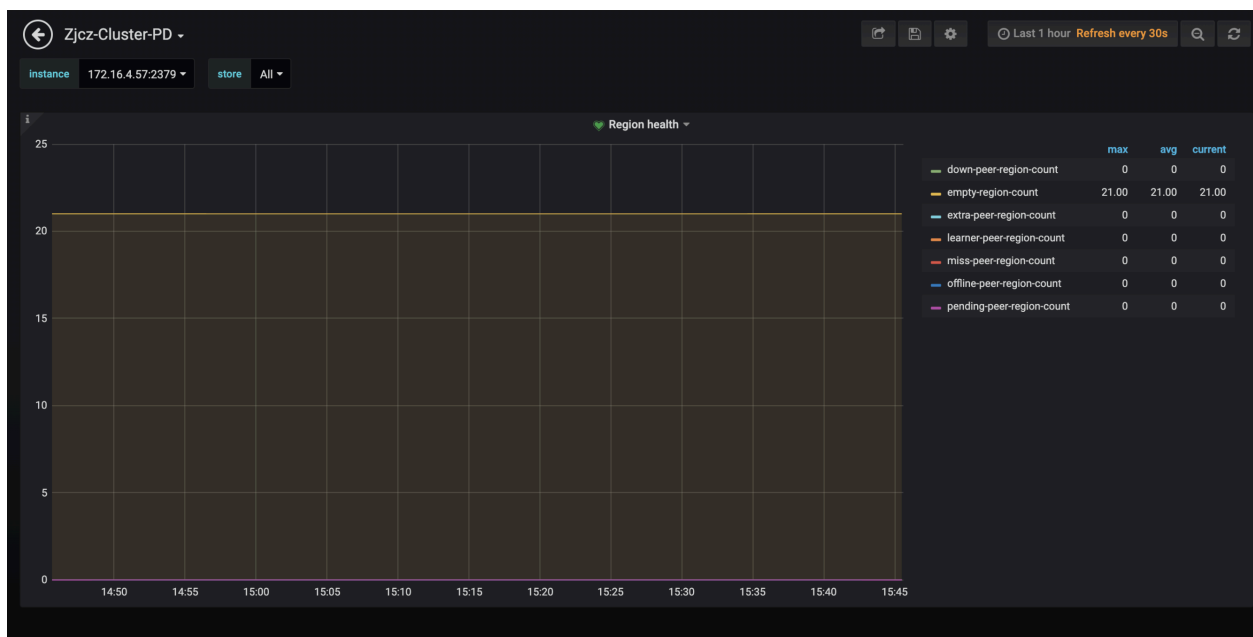 Zjcz-Cluster-PD
Last 1 hour Refresh every 30s
instance 172.16.4.57:2379 store All
i
Region health
max avg current
down-peer-region-count 0 0 0
empty-region-count 21.00 21.00 21.00
extra-peer-region-count 0 0 0
learner-peer-region-count 0 0 0
miss-peer-region-count 0 0 0
offline-peer-region-count 0 0 0
pending-peer-region-count 0 0 0
25
20
15
10
5
0
14:50 14:55 15:00 15:05 15:10 15:15 15:20 15:25 15:30 15:35 15:40 15:45